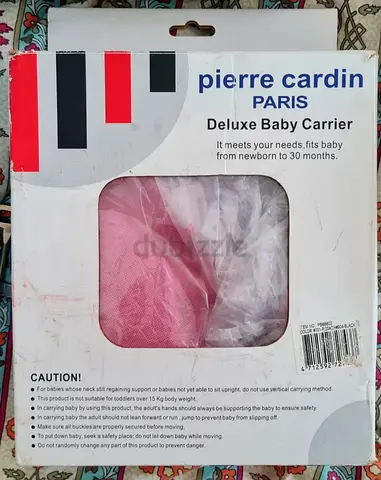 pierre cardin
PARIS
Deluxe Baby Carrier
It meets your needs,fits baby
from newborn to 30 months.
dubizzle
CAUTION!
• For babies whose neck still regaining support or babies not yet able to sit upright, do not use vertical carrying method.
• This product is not suitable for toddlers over 15 Kg body weight.
• In carrying baby by using this product, the adult's hands should always be supporting the baby to ensure safety
• In carrying baby the adult should not lean forward or run , jump to prevent baby from slipping off.
• Make sure all buckles are properly secured before moving.
• To put down baby, seek a safety place; do not let down baby while moving.
• Do not randomly change any part of this product to prevent danger.